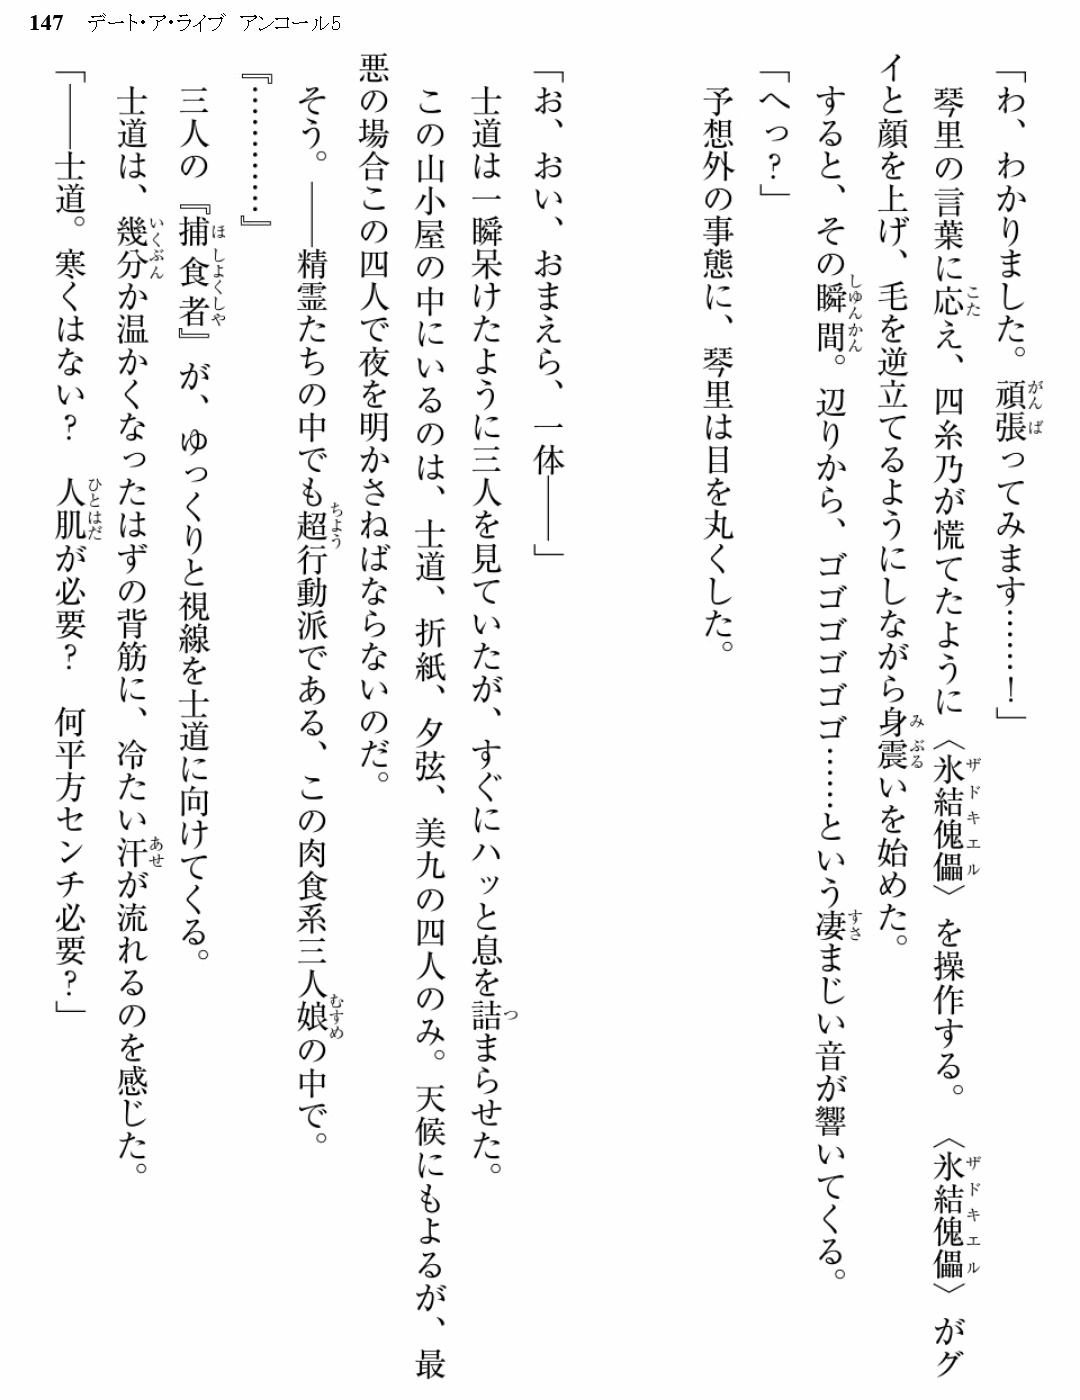 147 デート・ア・ライブ アンコール5
「わ、わかりました。頑張ってみます……！」
琴里の言葉に応え、四糸乃が慌てたように〈氷結傀儡〉を操作する。〈氷結傀儡〉がグ
イと顔を上げ、毛を逆立てるようにしながら身震いを始めた。
すると、その瞬間。辺りから、ゴゴゴゴゴゴ……という凄まじい音が響いてくる。
「へっ？」
予想外の事態に、琴里は目を丸くした。
「お、おい、おまえら、一体――」
士道は一瞬呆けたように三人を見ていたが、すぐにハッと息を詰まらせた。
この山小屋の中にいるのは、士道、折紙、夕弦、美九の四人のみ。天候にもよるが、最
悪の場合この四人で夜を明かさねばならないのだ。
そう。――精霊たちの中でも超行動派である、この肉食系三人娘の中で。
『…………』
三人の『捕食者』が、ゆっくりと視線を士道に向けてくる。
士道は、幾分か温かくなったはずの背筋に、冷たい汗が流れるのを感じた。
「――士道。寒くはない？　人肌が必要？　何平方センチ必要？」